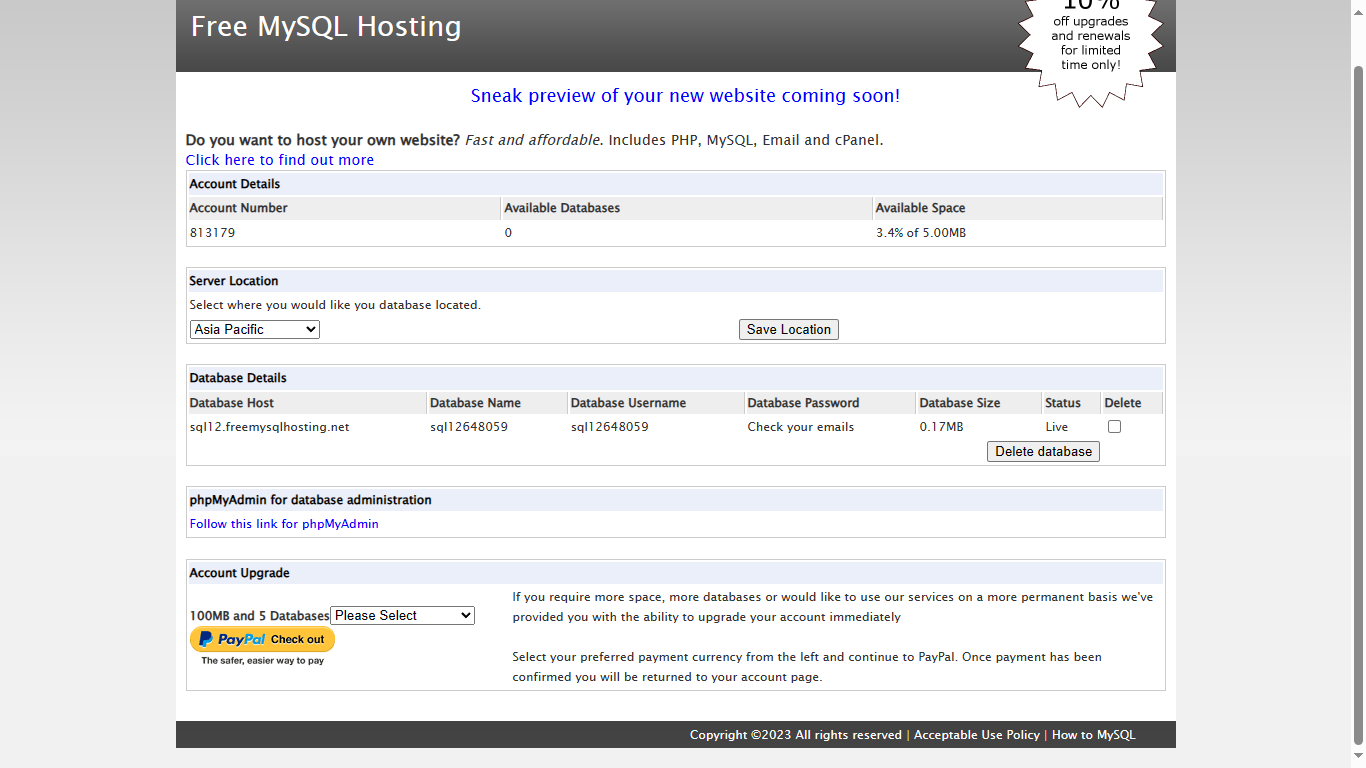 Free MySQL Hosting
10%
off upgrades
and renewals
for limited
time only!
Sneak preview of your new website coming soon!
Do you want to host your own website? Fast and affordable. Includes PHP, MySQL, Email and cPanel.
Click here to find out more
Account Details
Account Number Available Databases Available Space
813179 0 3.4% of 5.00MB
Server Location
Select where you would like you database located.
Asia Pacific Save Location
Database Details
Database Host Database Name Database Username Database Password Database Size Status Delete
sql12.freemysqlhosting.net sql12648059 sql12648059 Check your emails 0.17MB Live
Delete database
phpMyAdmin for database administration
Follow this link for phpMyAdmin
Account Upgrade
100MB and 5 Databases Please Select
PayPal Check out
The safer, easier way to pay
If you require more space, more databases or would like to use our services on a more permanent basis we've
provided you with the ability to upgrade your account immediately
Select your preferred payment currency from the left and continue to PayPal. Once payment has been
confirmed you will be returned to your account page.
Copyright ©2023 All rights reserved | Acceptable Use Policy | How to MySQL